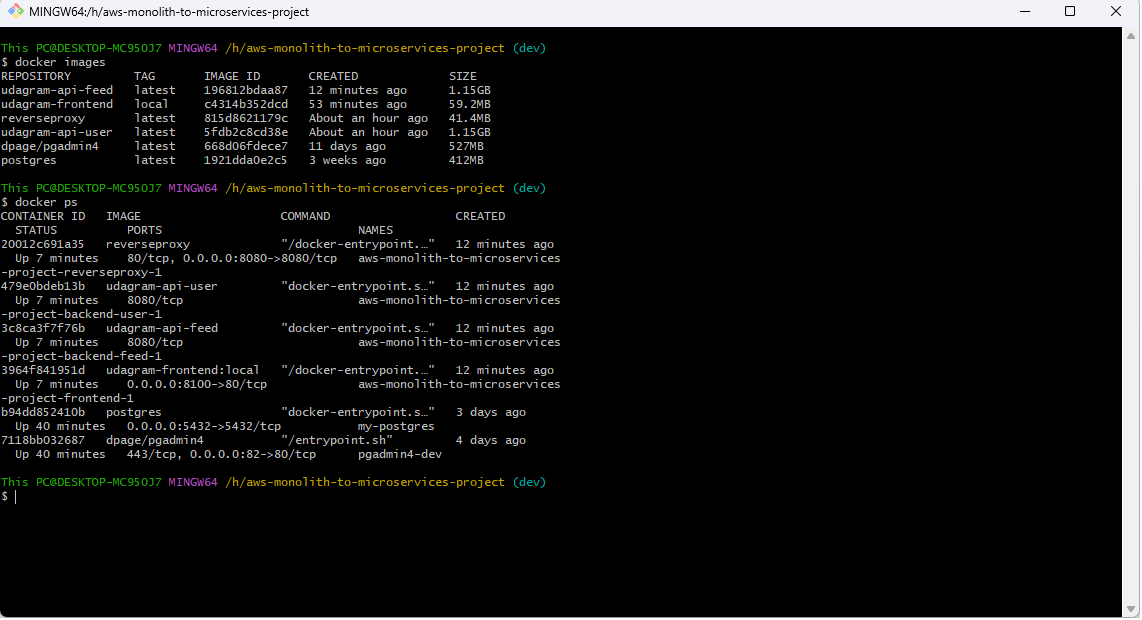 MINGW64:/h/aws-monolith-to-microservices-project
This PC@DESKTOP-MC95OJ7 MINGW64 /h/aws-monolith-to-microservices-project (dev)
$ docker images
REPOSITORY TAG IMAGE ID CREATED SIZE
udagram-api-feed latest 196812bdaa87 12 minutes ago 1.15GB
udagram-frontend local c4314b352dcd 53 minutes ago 59.2MB
reverseproxy latest 815d8621179c About an hour ago 41.4MB
udagram-api-user latest 5fdb2c8cd38e About an hour ago 1.15GB
dpage/pgadmin4 latest 668d06fdece7 11 days ago 527MB
postgres latest 1921dda0e2c5 3 weeks ago 412MB
This PC@DESKTOP-MC95OJ7 MINGW64 /h/aws-monolith-to-microservices-project (dev)
$ docker ps
CONTAINER ID IMAGE COMMAND CREATED
STATUS PORTS NAMES
20012c691a35 reverseproxy "/docker-entrypoint.…" 12 minutes ago
Up 7 minutes 80/tcp, 0.0.0.0:8080->8080/tcp aws-monolith-to-microservices
-project-reverseproxy-1
479e0bdeb13b udagram-api-user "docker-entrypoint.s…" 12 minutes ago
Up 7 minutes 8080/tcp aws-monolith-to-microservices
-project-backend-user-1
3c8ca3f7f76b udagram-api-feed "docker-entrypoint.s…" 12 minutes ago
Up 7 minutes 8080/tcp aws-monolith-to-microservices
-project-backend-feed-1
3964f841951d udagram-frontend:local "/docker-entrypoint.…" 12 minutes ago
Up 7 minutes 0.0.0.0:8100->80/tcp aws-monolith-to-microservices
-project-frontend-1
b94dd852410b postgres "docker-entrypoint.s…" 3 days ago
Up 40 minutes 0.0.0.0:5432->5432/tcp my-postgres
7118bb032687 dpage/pgadmin4 "/entrypoint.sh" 4 days ago
Up 40 minutes 443/tcp, 0.0.0.0:82->80/tcp pgadmin4-dev
This PC@DESKTOP-MC95OJ7 MINGW64 /h/aws-monolith-to-microservices-project (dev)
$